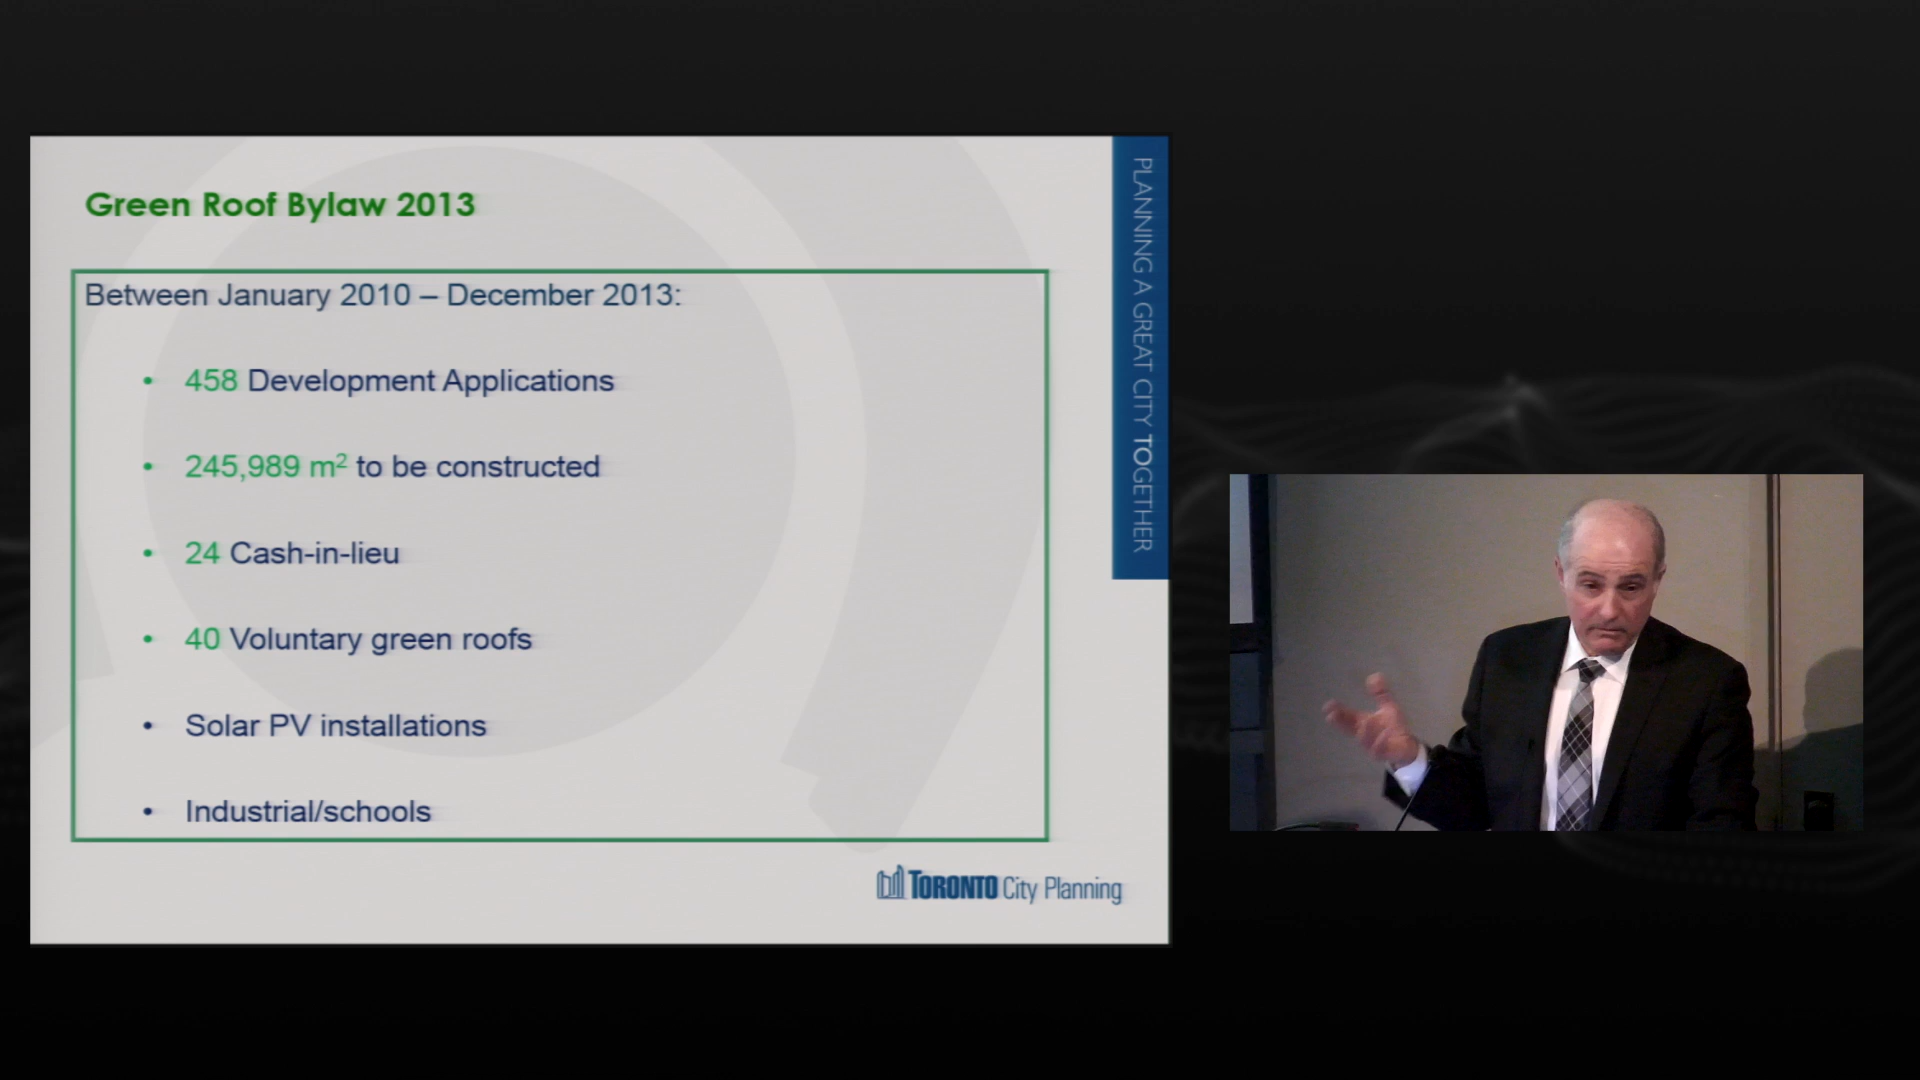 Green Roof Bylaw 2013
Between January 2010 – December 2013:
• 458 Development Applications
• 245,989 m² to be constructed
• 24 Cash-in-lieu
• 40 Voluntary green roofs
• Solar PV installations
• Industrial/schools
PLANNING A GREAT CITY TOGETHER
TORONTO City Planning